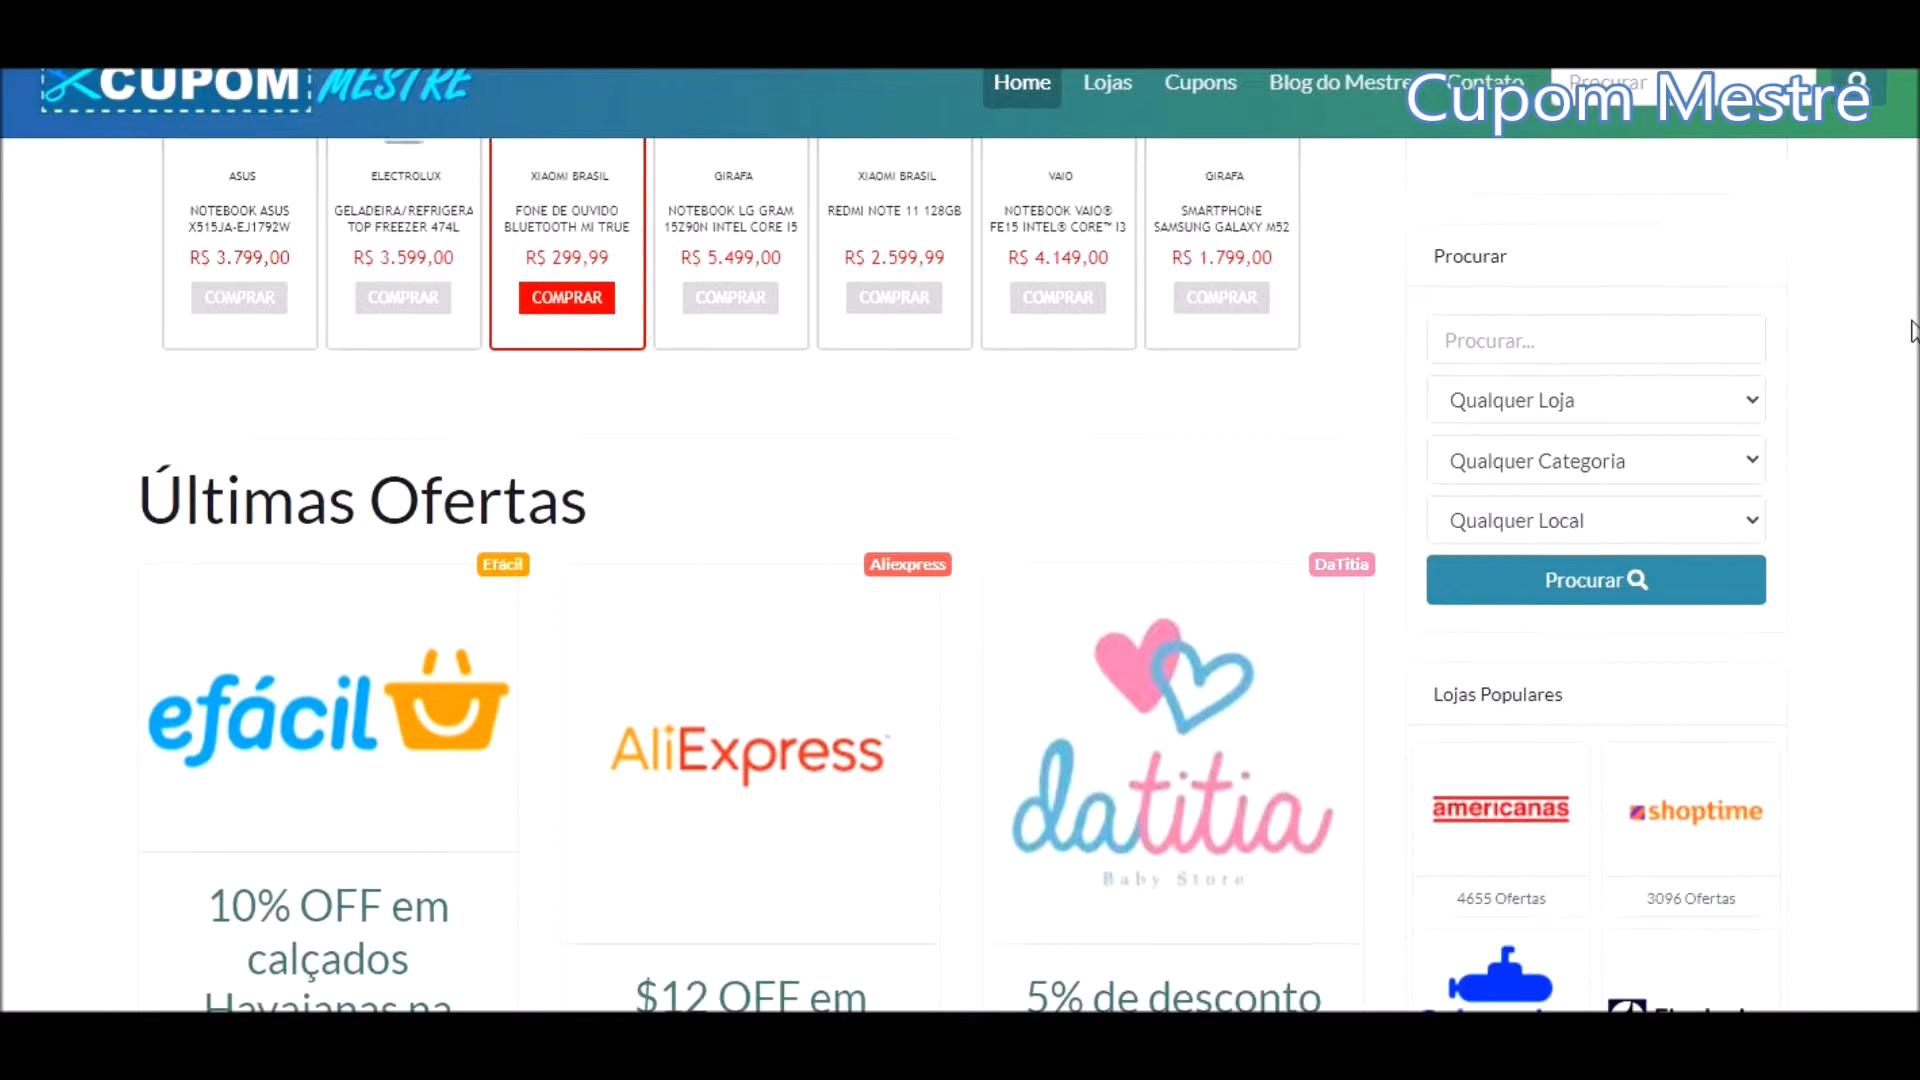 CUPOM MESTRE
Home Lojas Cupons Blog do Mestre Contato Procurar
Cupom Mestre
ASUS
NOTEBOOK ASUS
X515JA-EJ1792W
R$ 3.799,00
COMPRAR
ELECTROLUX
GELADEIRA/REFRIGERA
TOP FREEZER 474L
R$ 3.599,00
COMPRAR
XIAOMI BRASIL
FONE DE OUVIDO
BLUETOOTH MI TRUE
R$ 299,99
COMPRAR
GIRAFA
NOTEBOOK LG GRAM
15Z90N INTEL CORE I5
R$ 5.499,00
COMPRAR
XIAOMI BRASIL
REDMI NOTE 11 128GB
R$ 2.599,99
COMPRAR
VAIO
NOTEBOOK VAIO®
FE15 INTEL® CORE™ I3
R$ 4.149,00
COMPRAR
GIRAFA
SMARTPHONE
SAMSUNG GALAXY M52
R$ 1.799,00
COMPRAR
Últimas Ofertas
Efácil
efácil
10% OFF em
calçados
Havaianas na
Aliexpress
AliExpress
$12 OFF em
DaTitia
datitia
Baby Store
5% de desconto
Procurar
Procurar...
Qualquer Loja
Qualquer Categoria
Qualquer Local
Procurar
Lojas Populares
americanas
4655 Ofertas
shoptime
3096 Ofertas